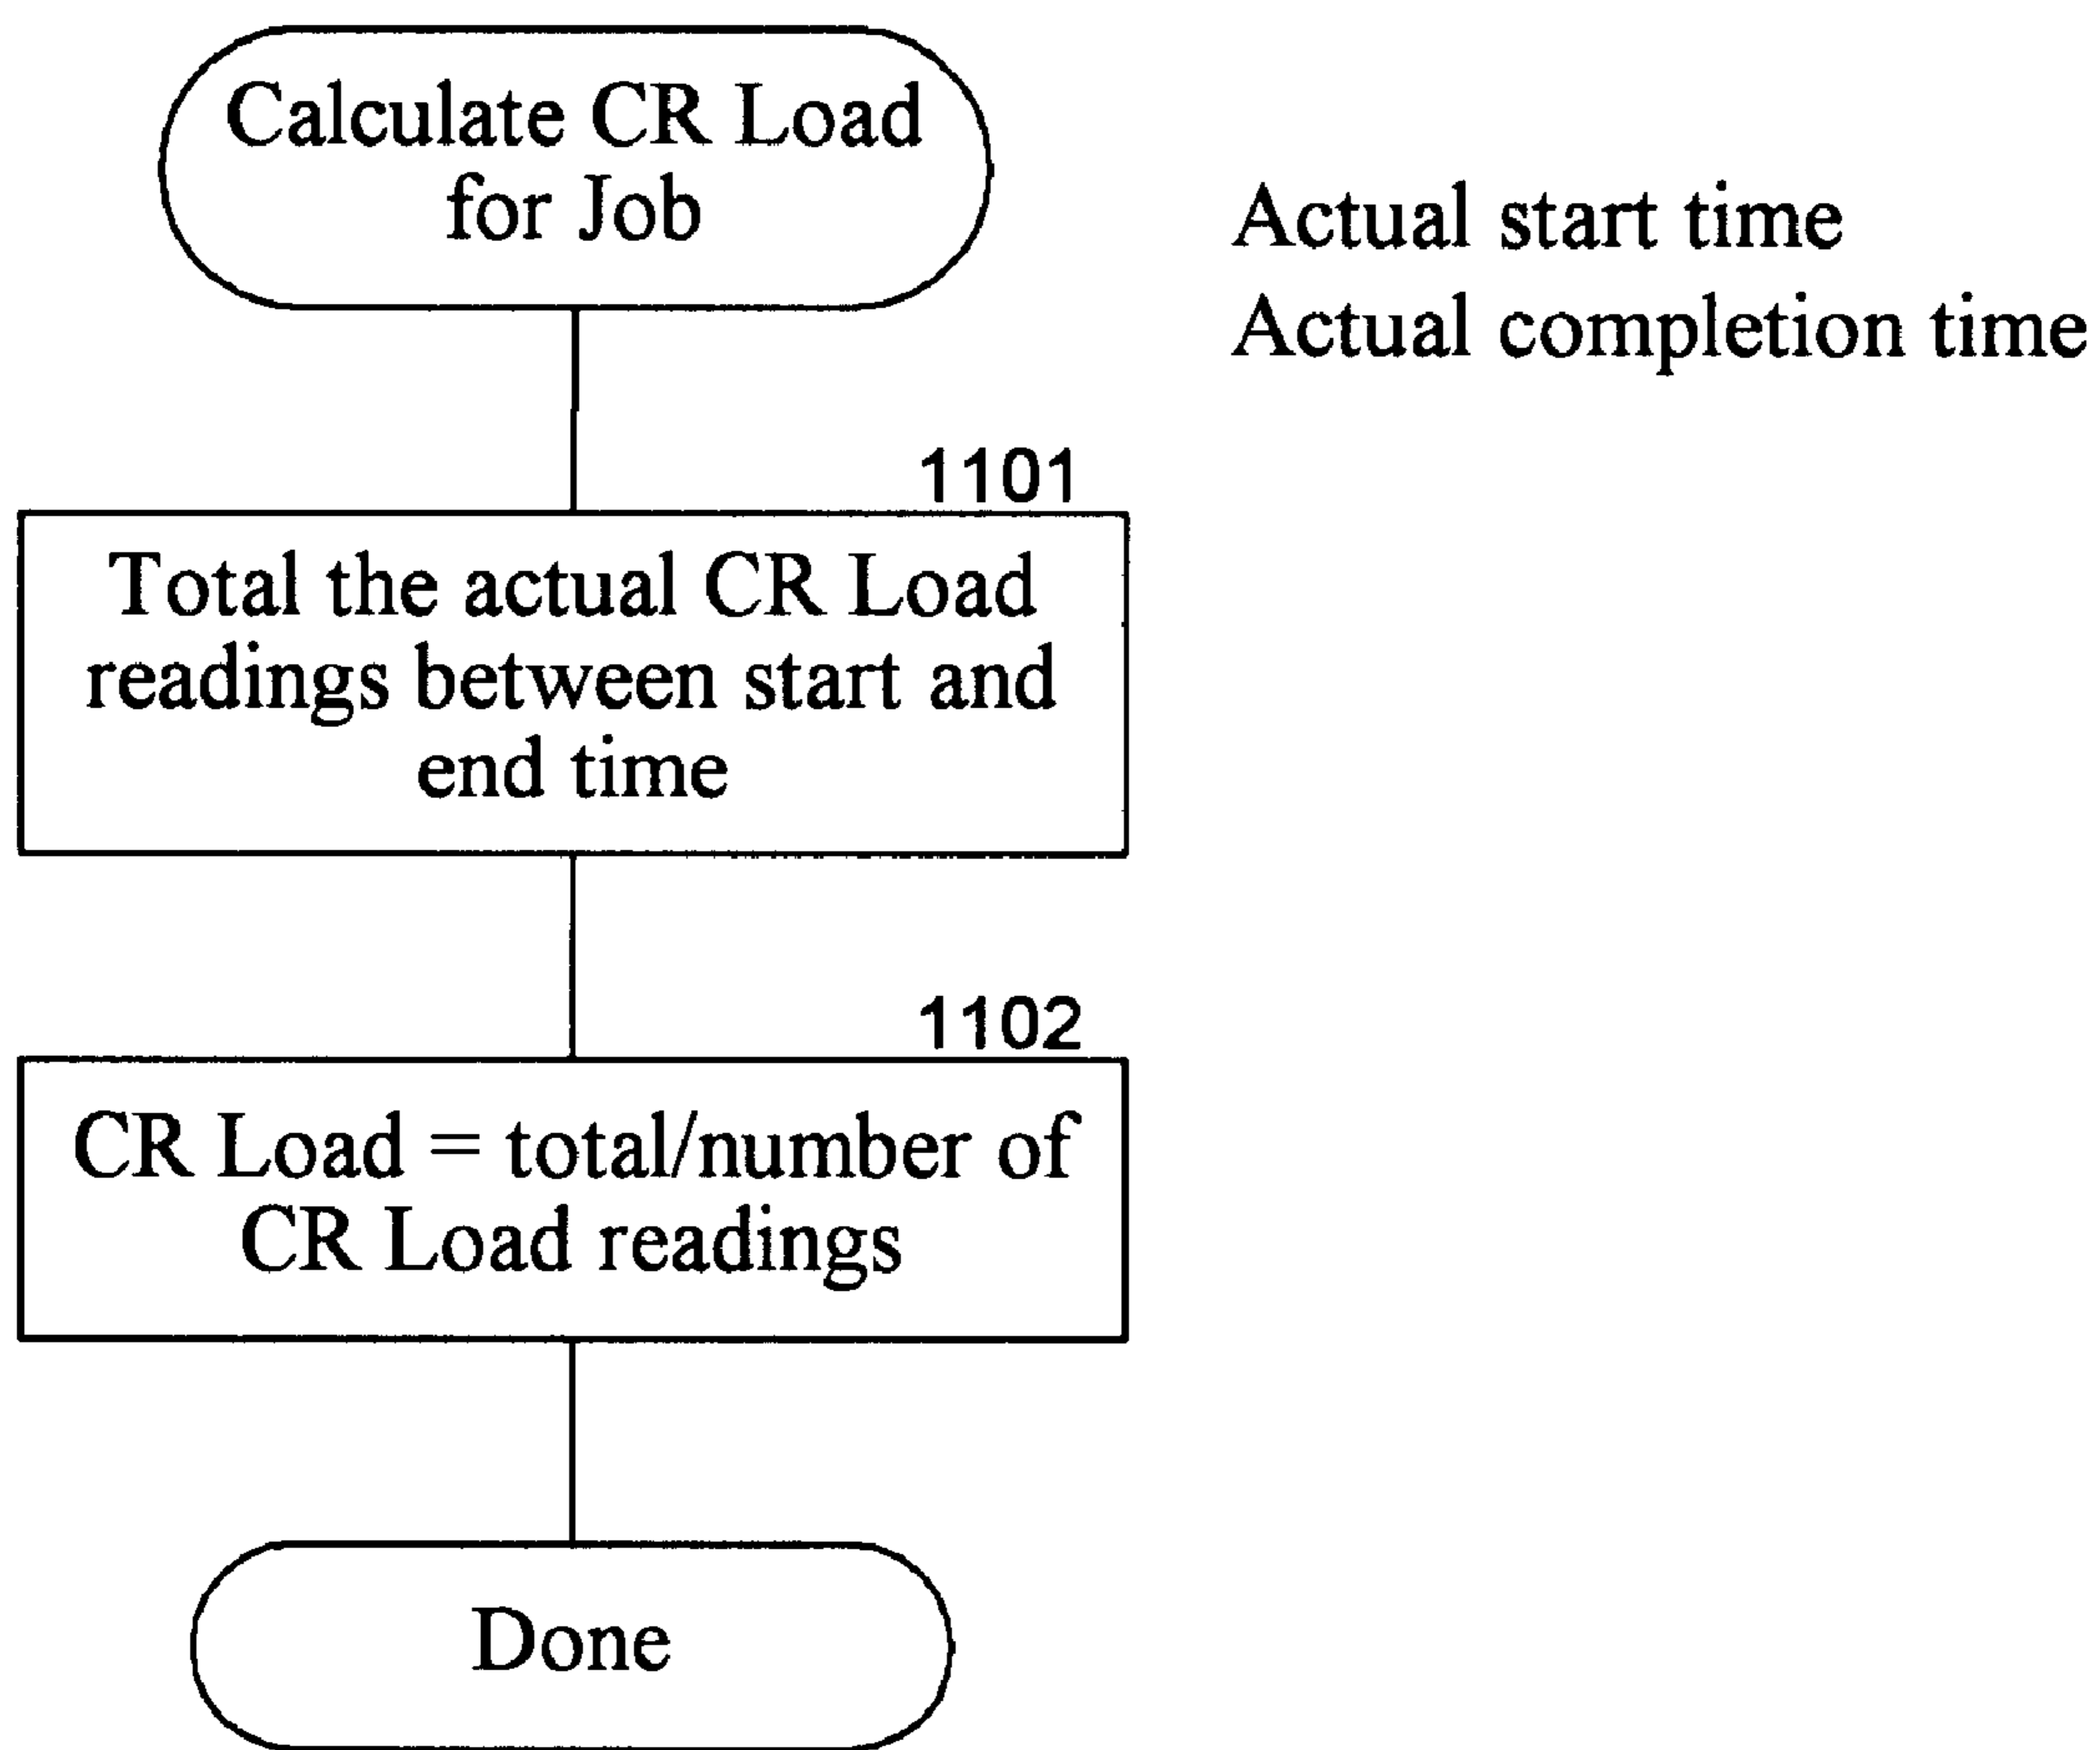 Calculate CR Load
for Job
Actual start time
Actual completion time
1101
Total the actual CR Load
readings between start and
end time
1102
CR Load = total/number of
CR Load readings
Done